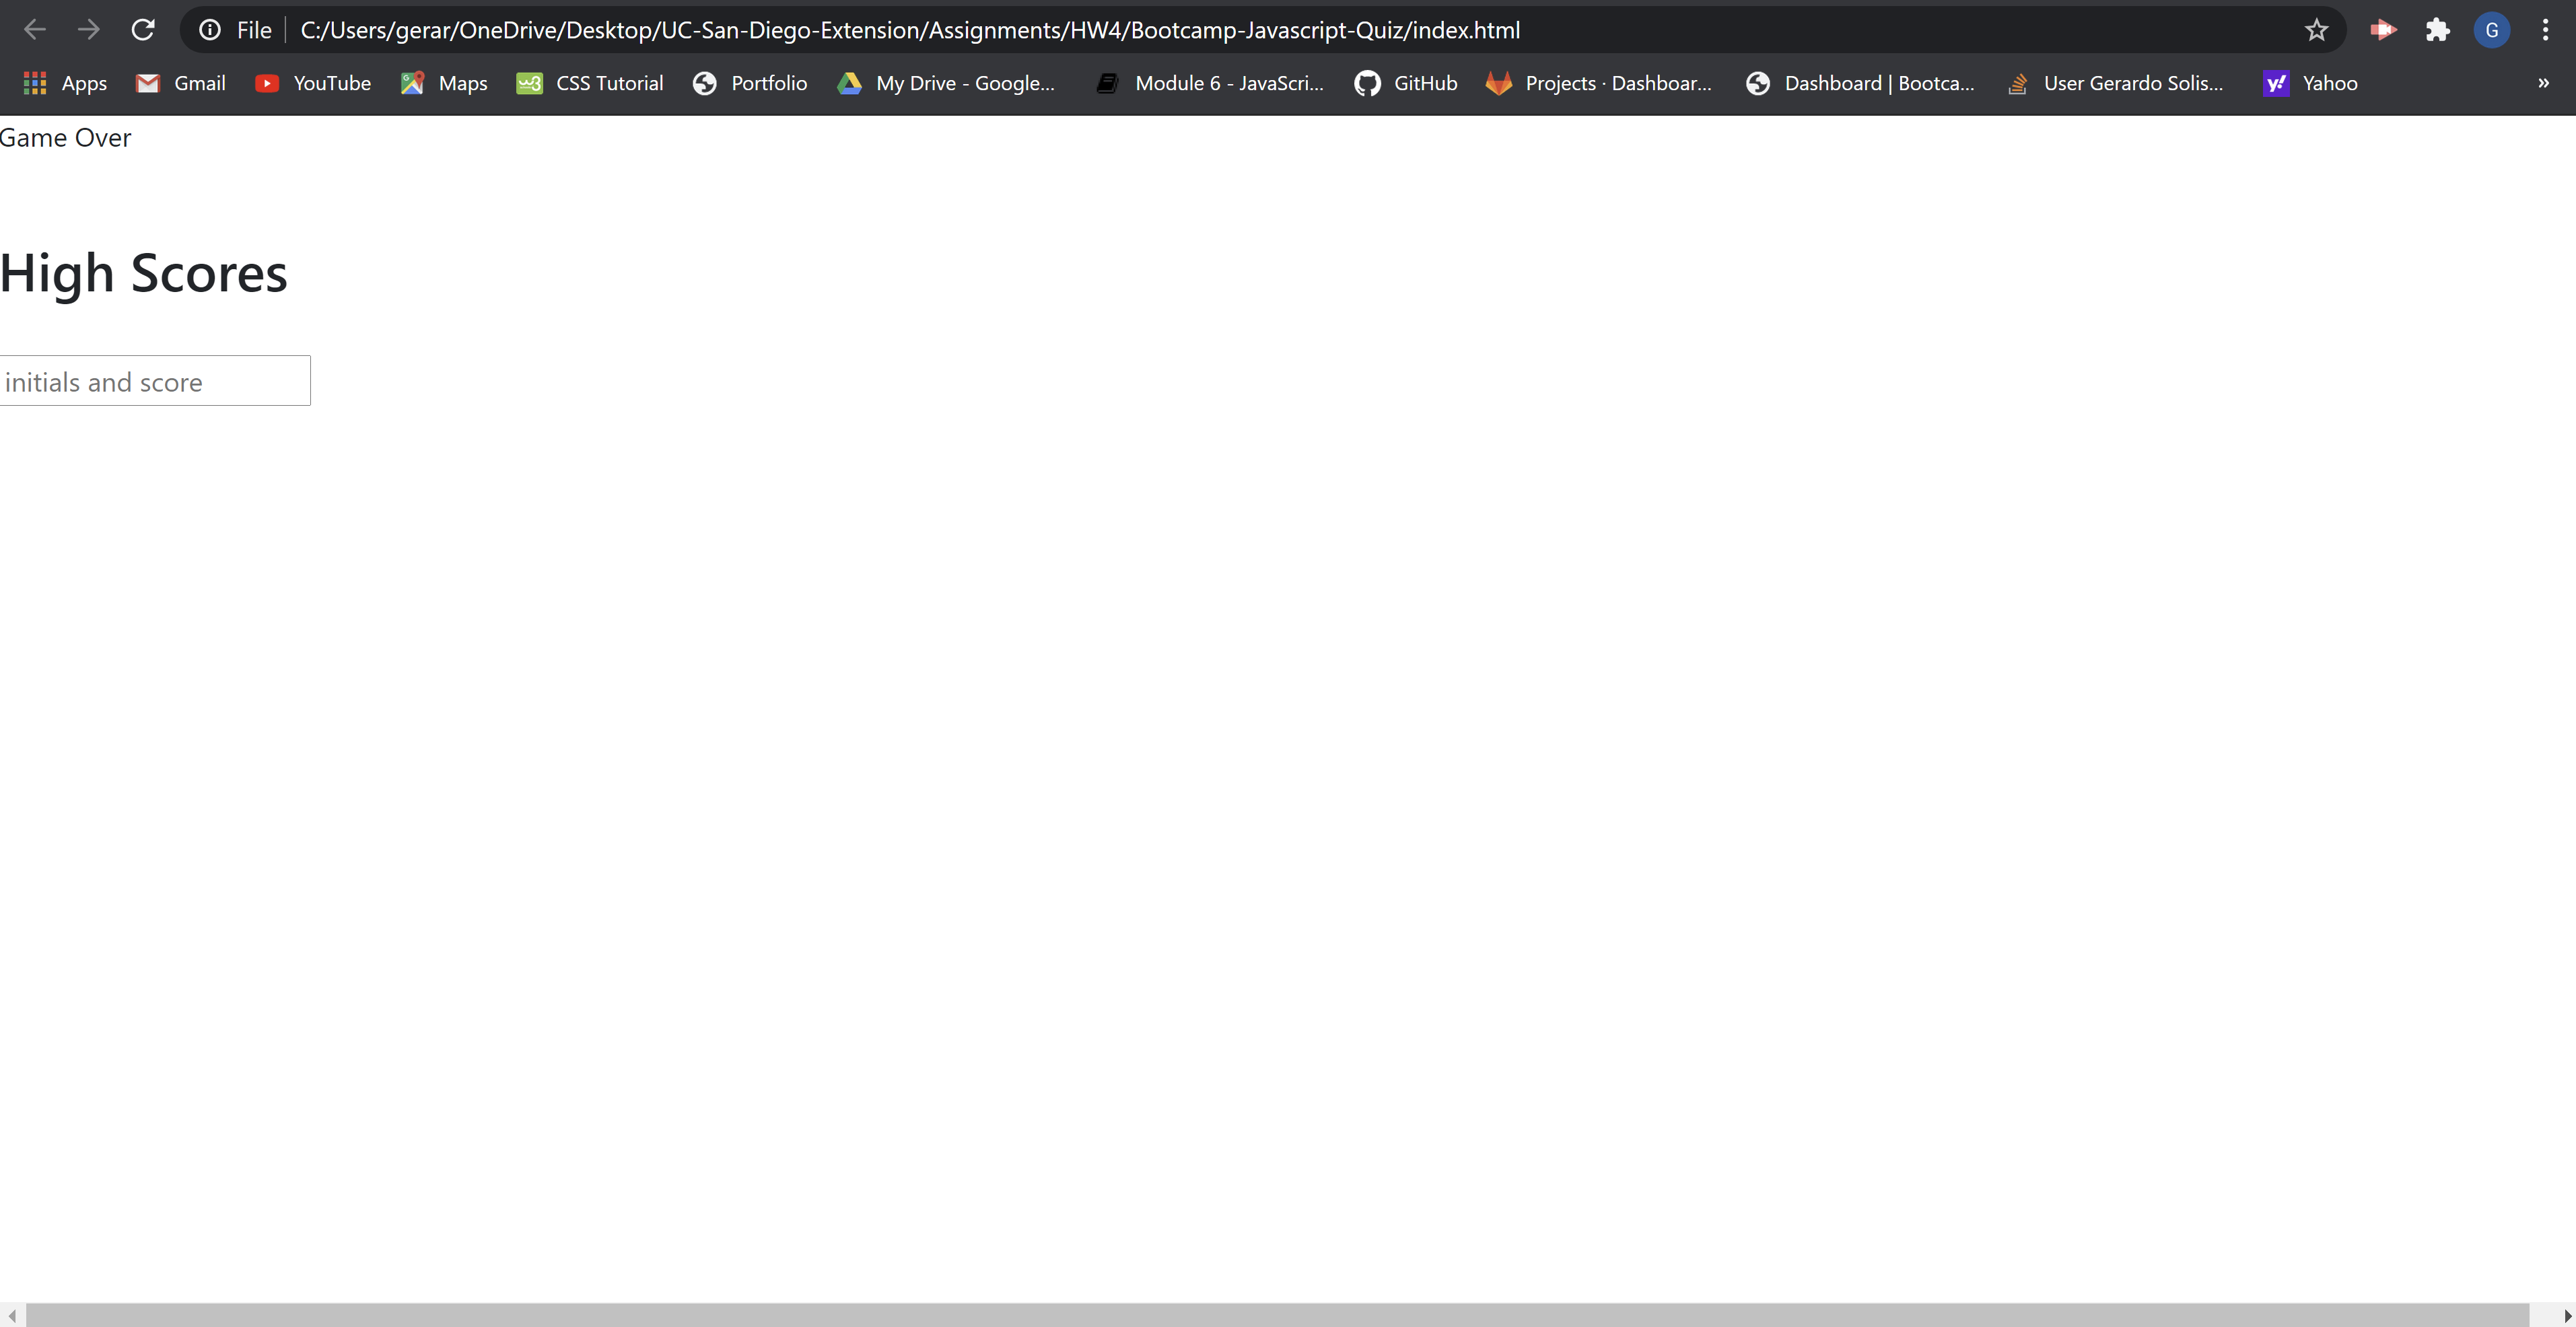 File C:/Users/gerar/OneDrive/Desktop/UC-San-Diego-Extension/Assignments/HW4/Bootcamp-Javascript-Quiz/index.html G
Apps Gmail YouTube Maps w3 CSS Tutorial Portfolio My Drive - Google... Module 6 - JavaScri... GitHub Projects · Dashboar... Dashboard | Bootca... User Gerardo Solis... y! Yahoo »
Game Over
High Scores
initials and score